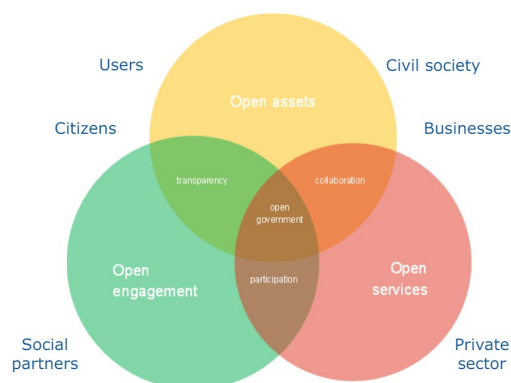 Users
Civil society
Open assets
Citizens
Businesses
transparency
collaboration
open
government
participation
Open
engagement
Open
services
Social
partners
Private
sector